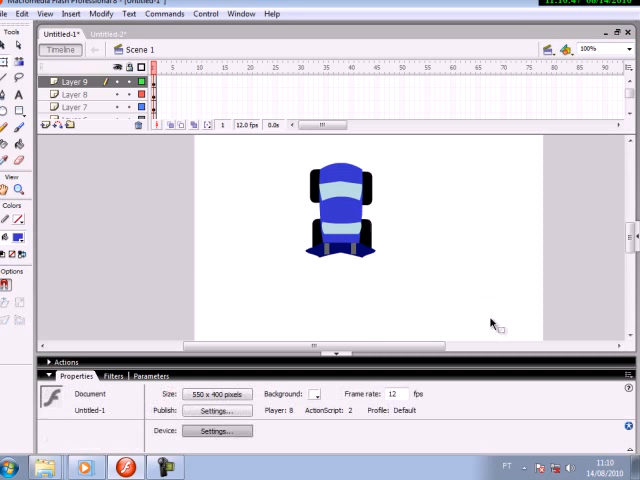 Macromedia Flash Professional 8 - [Untitled-1*]
11:10:47 08/14/2010
File Edit View Insert Modify Text Commands Control Window Help
Tools
Untitled-1* Untitled-2*
Timeline Scene 1 100%
5 10 15 20 25 30 35 40 45 50 55 60 65 70 75 80 85 90
Layer 9
Layer 8
Layer 7
1 12.0 fps 0.0s
View
Colors
Options
Actions
Properties Filters Parameters
Document Size: 550 x 400 pixels Background: Frame rate: 12 fps
Untitled-1 Publish: Settings... Player: 8 ActionScript: 2 Profile: Default
Device: Settings...
PT 11:10
14/08/2010